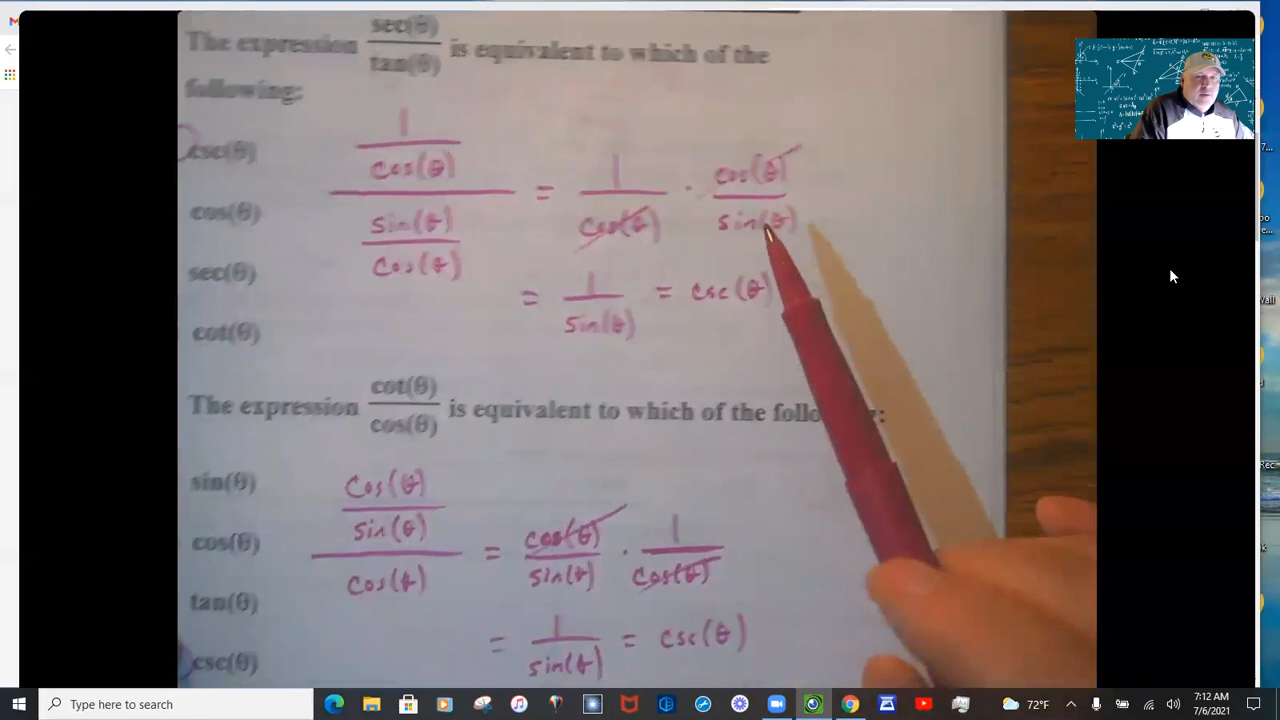 The expression sec(θ)/tan(θ) is equivalent to which of the
following:
csc(θ)
cos(θ)
sec(θ)
cot(θ)
1/cos(θ) / sin(θ)/cos(θ) = 1/cos(θ) · cos(θ)/sin(θ)
= 1/sin(θ) = csc(θ)
The expression cot(θ)/cos(θ) is equivalent to which of the
sin(θ)
cos(θ)
tan(θ)
csc(θ)
cos(θ)/sin(θ) / cos(θ) = cos(θ)/sin(θ) · 1/cos(θ)
= 1/sin(θ) = csc(θ)
Type here to search
72°F
7:12 AM
7/6/2021